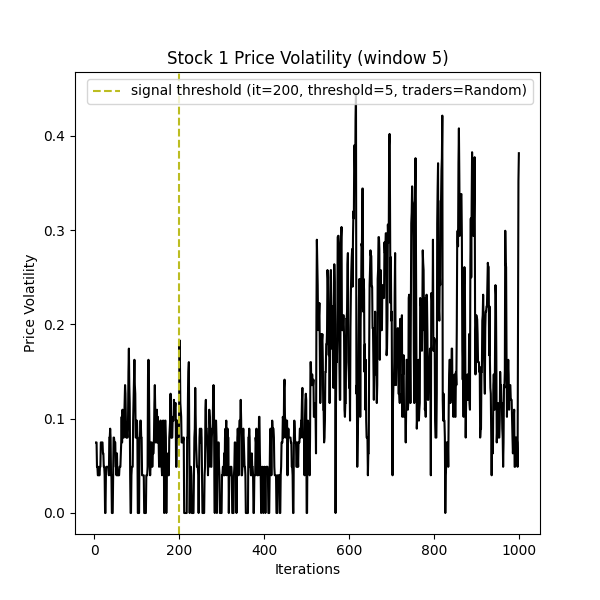 Stock 1 Price Volatility (window 5)
signal threshold (it=200, threshold=5, traders=Random)
0.4
0.3
0.2
0.1
0.0
Price Volatility
0 200 400 600 800 1000
Iterations